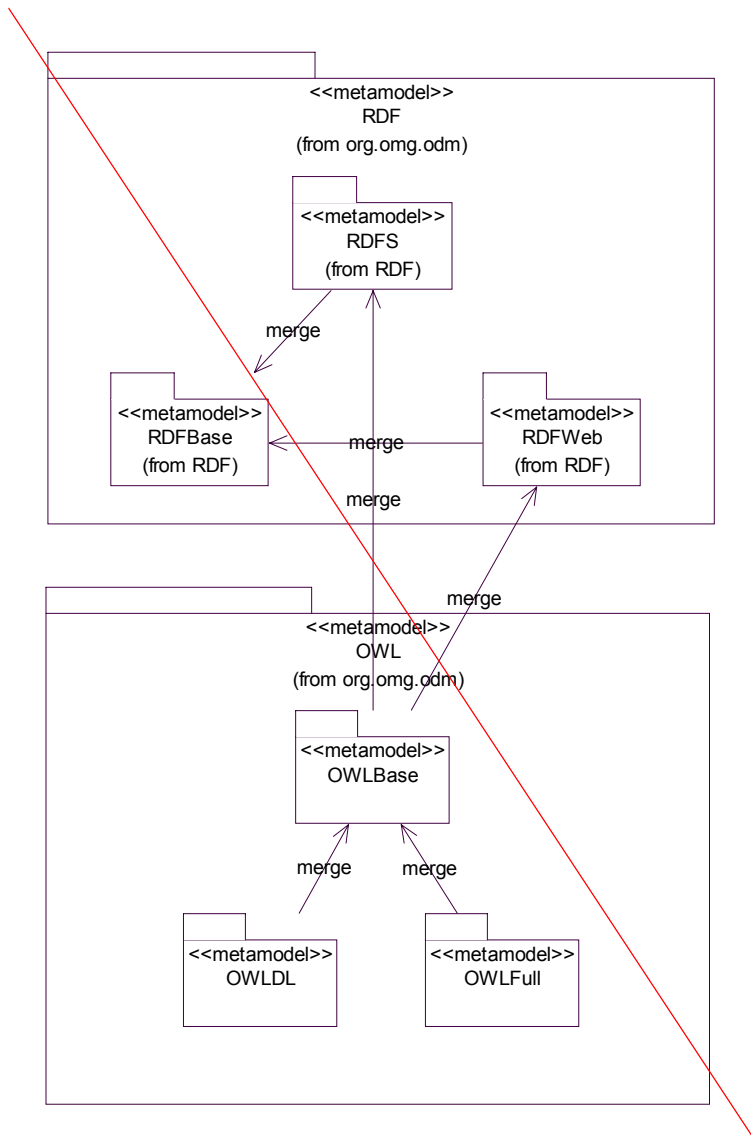 <<metamodel>>
RDF
(from org.omg.odm)
<<metamodel>>
RDFS
(from RDF)
merge
<<metamodel>>
RDFBase
(from RDF)
merge
<<metamodel>>
RDFWeb
(from RDF)
merge
merge
<<metamodel>>
OWL
(from org.omg.odm)
<<metamodel>>
OWLBase
merge
merge
<<metamodel>>
OWLDL
<<metamodel>>
OWLFull